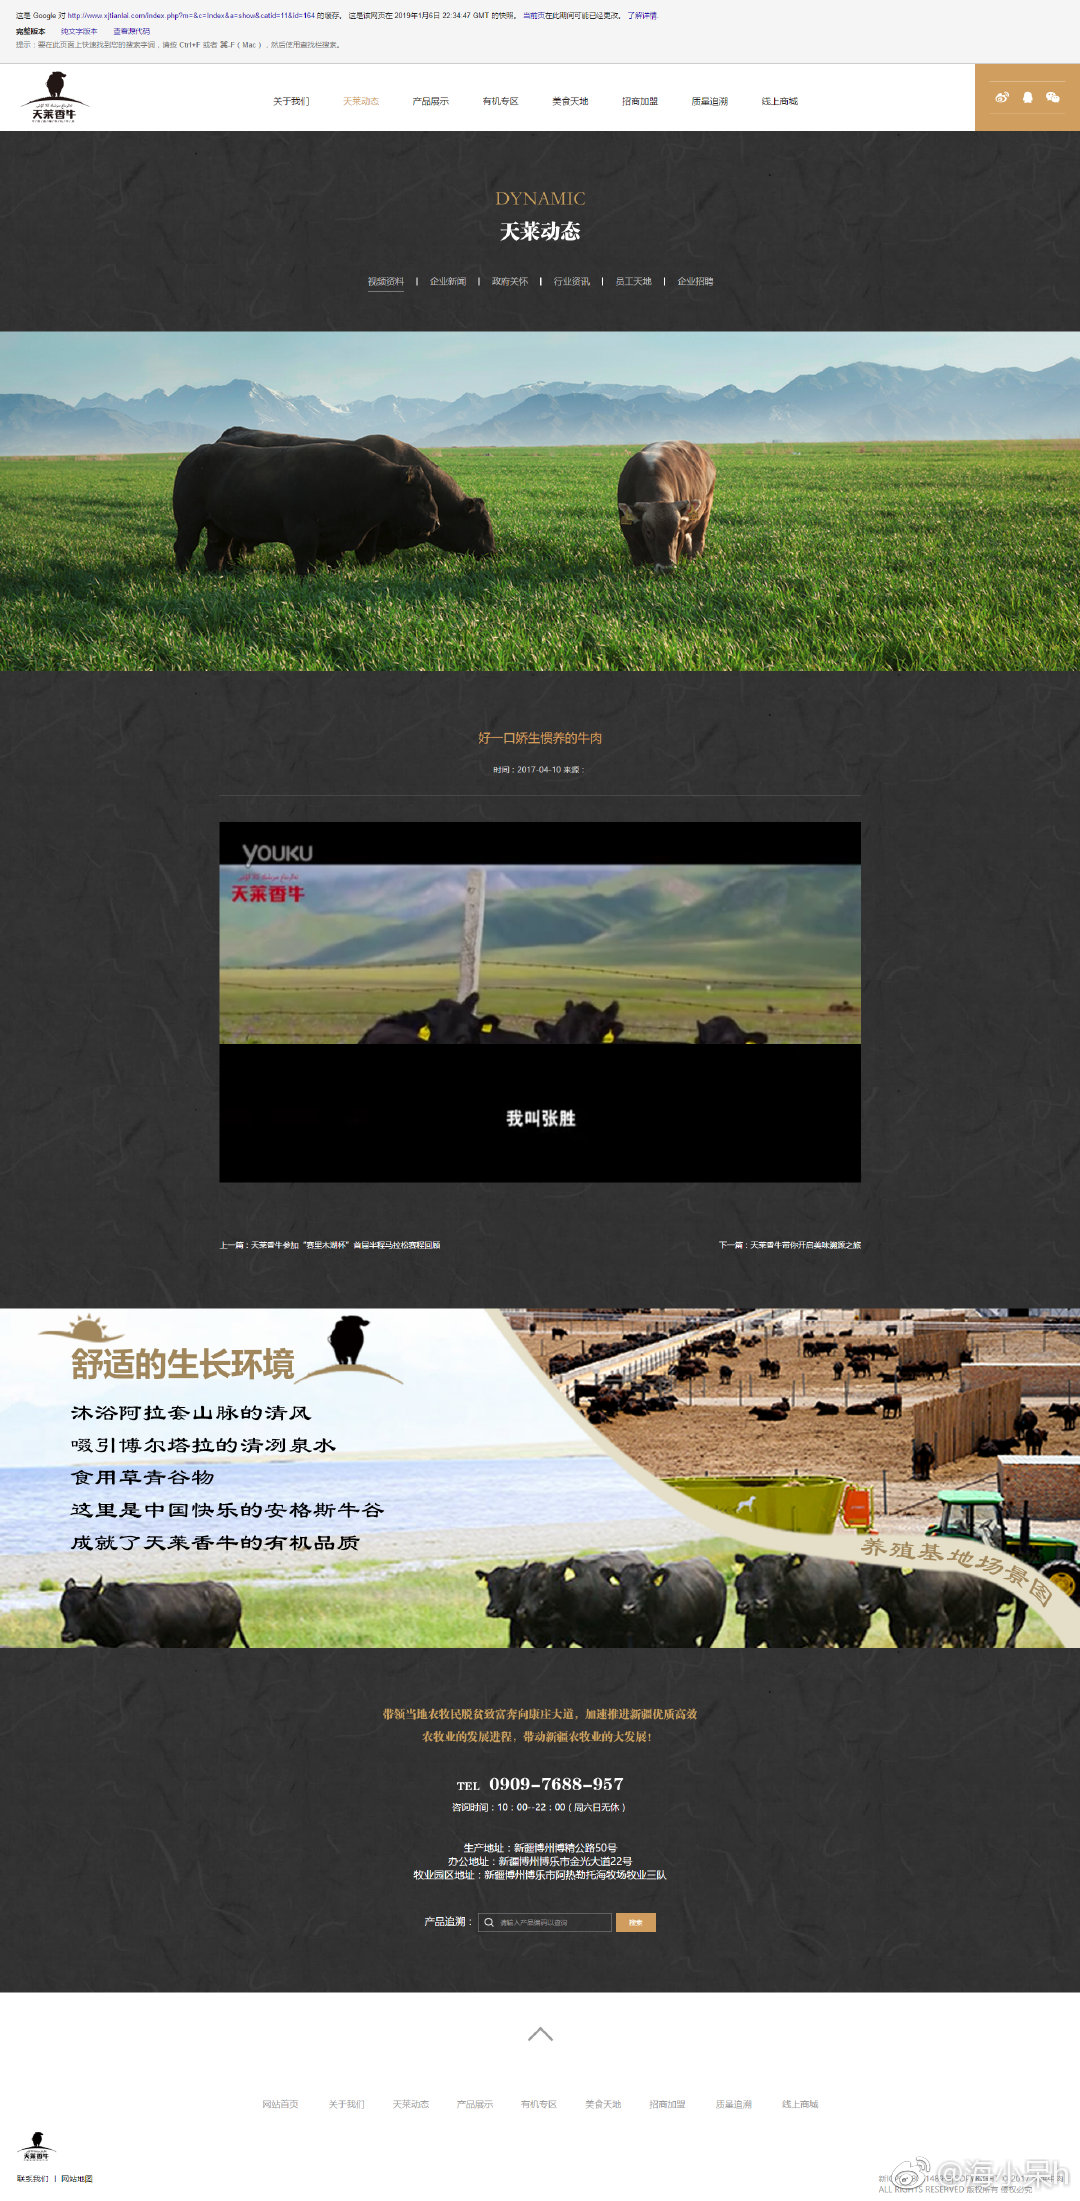 这是 Google 对 http://www.xjtianlai.com/index.php?m=&c=Index&a=show&catid=11&id=164 的缓存。 这是该网页在 2019年1月6日 22:34:47 GMT 的快照。 当前页在此期间可能已经更改。 了解详情.
完整版本 纯文字版本 查看源代码
提示：要在此页面上快速找到您的搜索字词，请按 Ctrl+F 或者 ⌘-F（Mac），然后使用查找栏搜索。
天莱香牛
关于我们 天莱动态 产品展示 有机专区 美食天地 招商加盟 质量追溯 线上商城
DYNAMIC
天莱动态
视频资料 | 企业新闻 | 政府关怀 | 行业资讯 | 员工天地 | 企业招聘
好一口娇生惯养的牛肉
时间：2017-04-10 来源：
YOUKU
天莱香牛
我叫张胜
上一篇：天莱香牛参加“赛里木湖杯”首届半程马拉松赛程回顾
下一篇：天莱香牛带你开启美味溯源之旅
舒适的生长环境
沐浴阿拉套山脉的清风
啜引博尔塔拉的清冽泉水
食用草青谷物
这里是中国快乐的安格斯牛谷
成就了天莱香牛的有机品质
养殖基地场景图
带领当地农牧民脱贫致富奔向康庄大道，加速推进新疆优质高效
农牧业的发展进程，带动新疆农牧业的大发展！
TEL 0909-7688-957
咨询时间：10：00--22：00（周六日无休）
生产地址：新疆博州博精公路50号
办公地址：新疆博州博乐市金光大道22号
牧业园区地址：新疆博州博乐市阿热勒托海牧场牧业三队
产品追溯： 请输入产品编码以查询 搜索
网站首页 关于我们 天莱动态 产品展示 有机专区 美食天地 招商加盟 质量追溯 线上商城
天莱香牛
联系我们 | 网站地图
@海小呆h
ALL RIGHTS RESERVED 版权所有 侵权必究